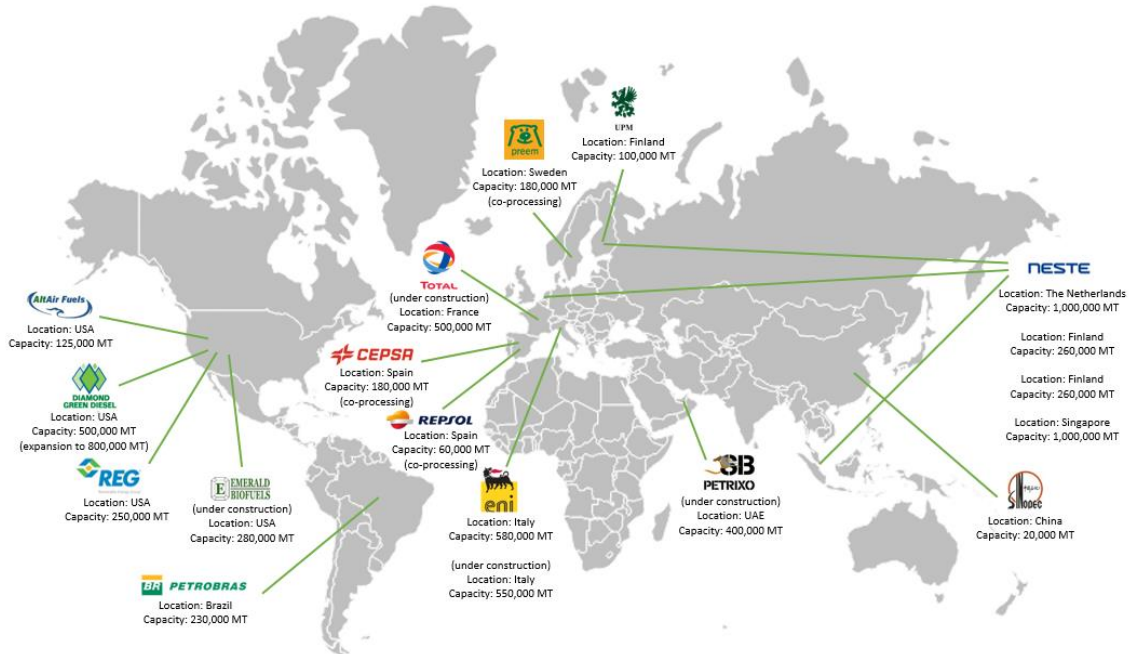 UPM
Location: Finland
Capacity: 100,000 MT
preem
Location: Sweden
Capacity: 180,000 MT
(co-processing)
TOTAL
(under construction)
Location: France
Capacity: 500,000 MT
NESTE
Location: The Netherlands
Capacity: 1,000,000 MT
Location: Finland
Capacity: 260,000 MT
Location: Finland
Capacity: 260,000 MT
Location: Singapore
Capacity: 1,000,000 MT
AltAir Fuels
Location: USA
Capacity: 125,000 MT
CEPSA
Location: Spain
Capacity: 180,000 MT
(co-processing)
DIAMOND
GREEN DIESEL
Location: USA
Capacity: 500,000 MT
(expansion to 800,000 MT)
REPSOL
Location: Spain
Capacity: 60,000 MT
(co-processing)
REG
Location: USA
Capacity: 250,000 MT
E EMERALD
BIOFUELS
(under construction)
Location: USA
Capacity: 280,000 MT
eni
Location: Italy
Capacity: 580,000 MT
(under construction)
Location: Italy
Capacity: 550,000 MT
PETRIXO
(under construction)
Location: UAE
Capacity: 400,000 MT
SINOPEC
Location: China
Capacity: 20,000 MT
BR PETROBRAS
Location: Brazil
Capacity: 230,000 MT